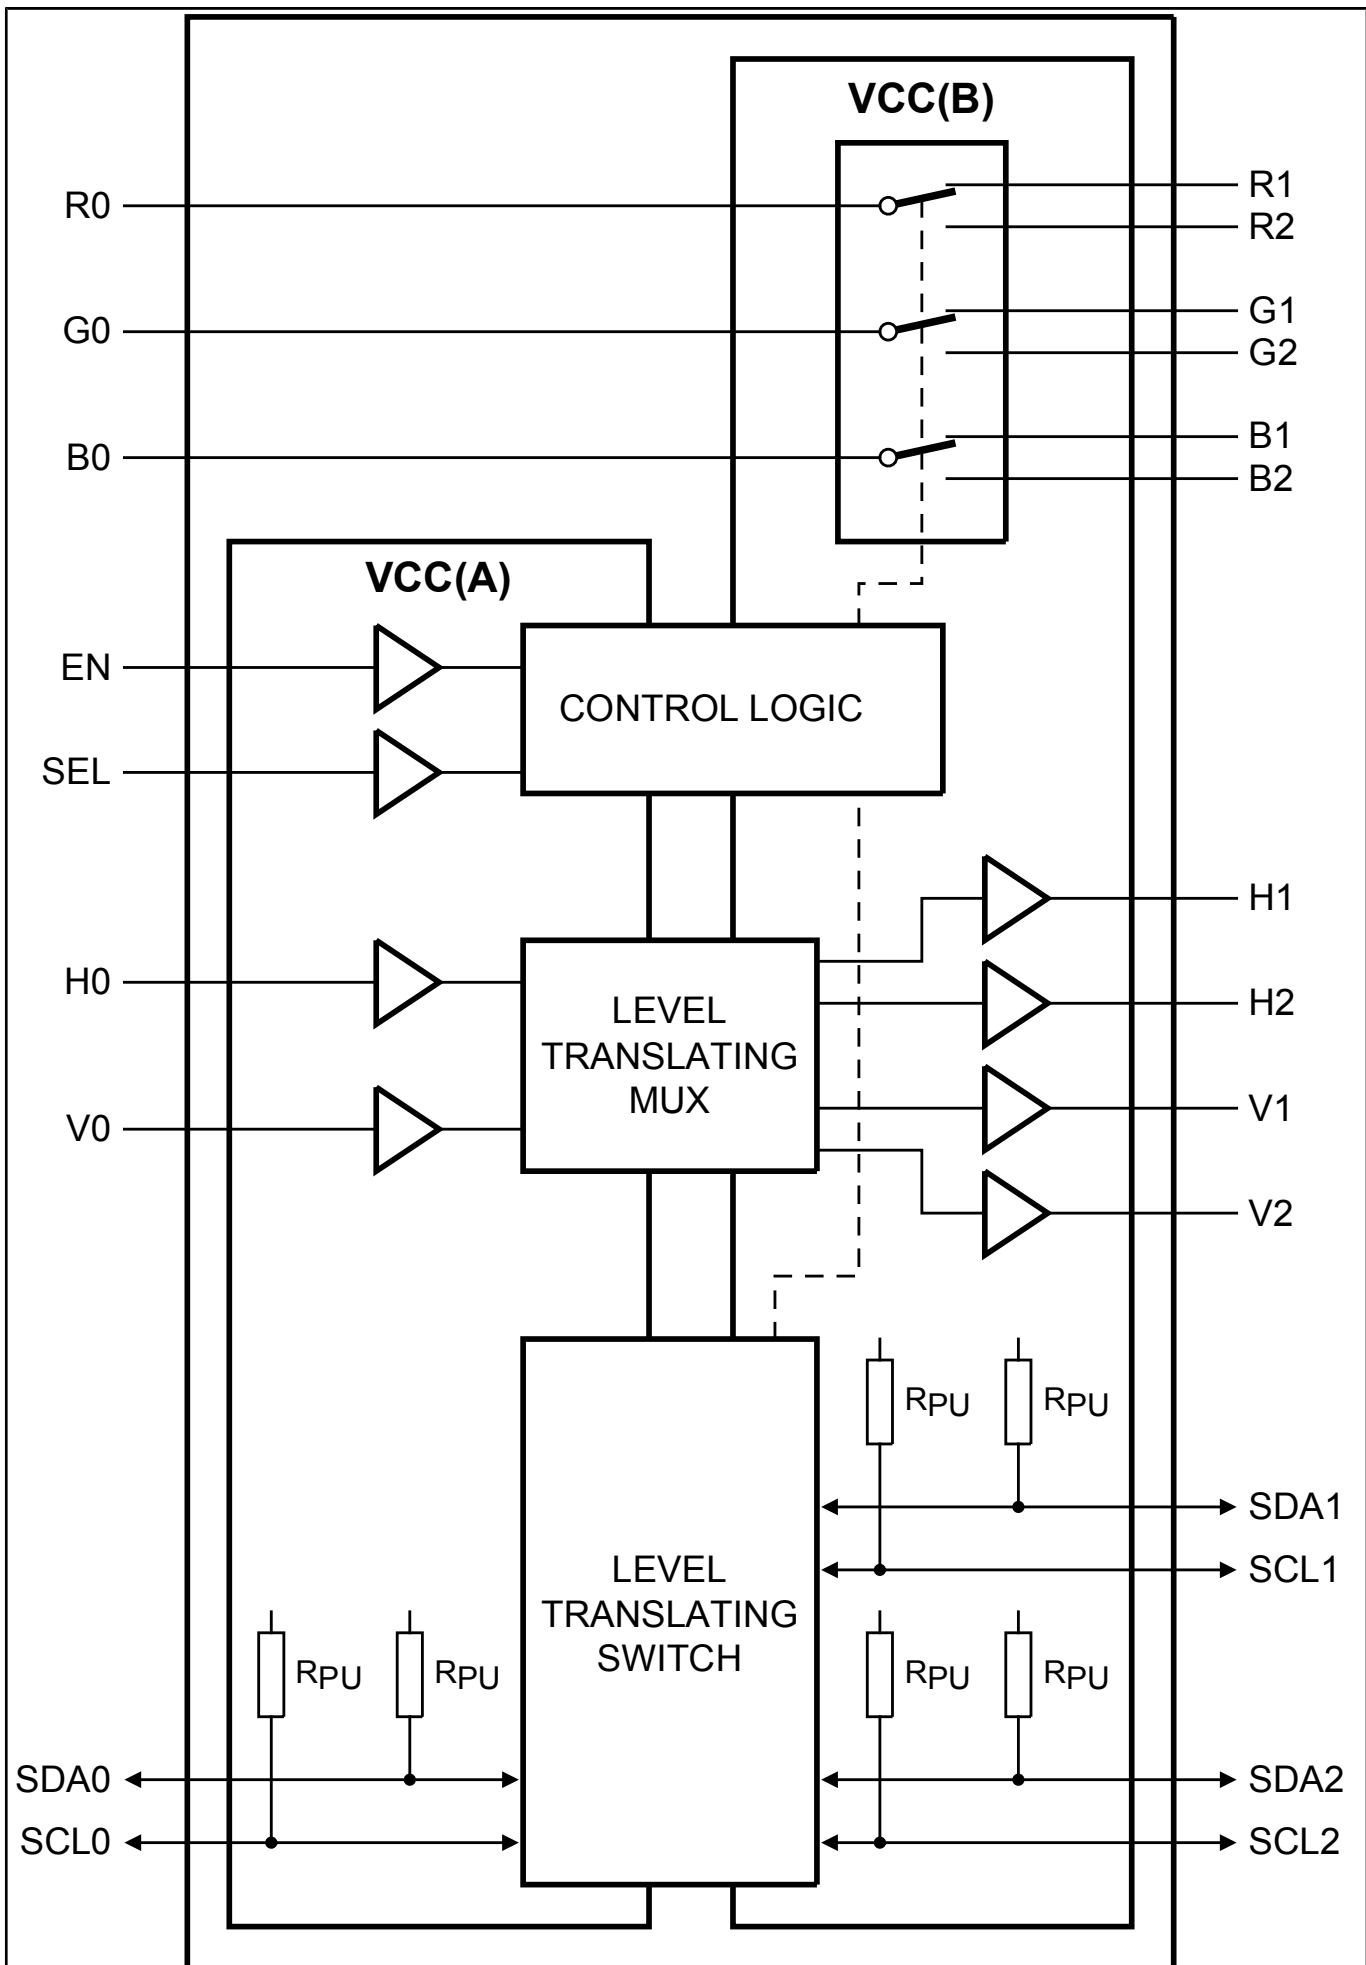 VCC(B)
R0
R1
R2
G0
G1
G2
B0
B1
B2
VCC(A)
EN
CONTROL LOGIC
SEL
H1
H0
H2
LEVEL
TRANSLATING
MUX
V0
V1
V2
RPU
RPU
SDA1
LEVEL
TRANSLATING
SWITCH
SCL1
RPU
RPU
RPU
RPU
SDA0
SDA2
SCL0
SCL2